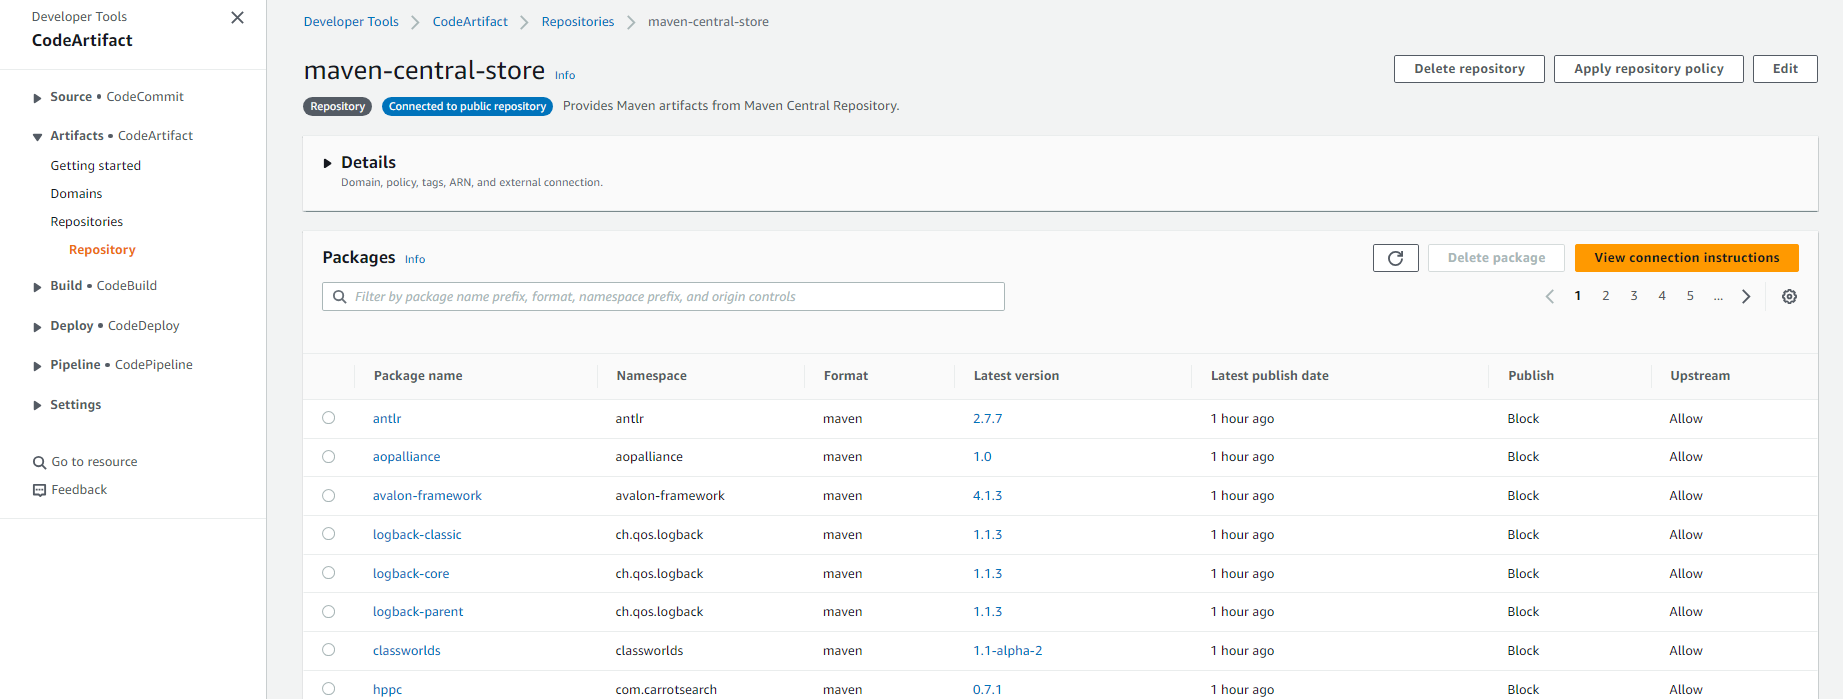 Developer Tools
CodeArtifact
Source • CodeCommit
Artifacts • CodeArtifact
Getting started
Domains
Repositories
Repository
Build • CodeBuild
Deploy • CodeDeploy
Pipeline • CodePipeline
Settings
Go to resource
Feedback
Developer Tools CodeArtifact Repositories maven-central-store
maven-central-store Info
Delete repository Apply repository policy Edit
Repository Connected to public repository Provides Maven artifacts from Maven Central Repository.
Details
Domain, policy, tags, ARN, and external connection.
Packages Info
Delete package View connection instructions
Filter by package name prefix, format, namespace prefix, and origin controls
1 2 3 4 5 ...
Package name Namespace Format Latest version Latest publish date Publish Upstream
antlr antlr maven 2.7.7 1 hour ago Block Allow
aopalliance aopalliance maven 1.0 1 hour ago Block Allow
avalon-framework avalon-framework maven 4.1.3 1 hour ago Block Allow
logback-classic ch.qos.logback maven 1.1.3 1 hour ago Block Allow
logback-core ch.qos.logback maven 1.1.3 1 hour ago Block Allow
logback-parent ch.qos.logback maven 1.1.3 1 hour ago Block Allow
classworlds classworlds maven 1.1-alpha-2 1 hour ago Block Allow
hppc com.carrotsearch maven 0.7.1 1 hour ago Block Allow